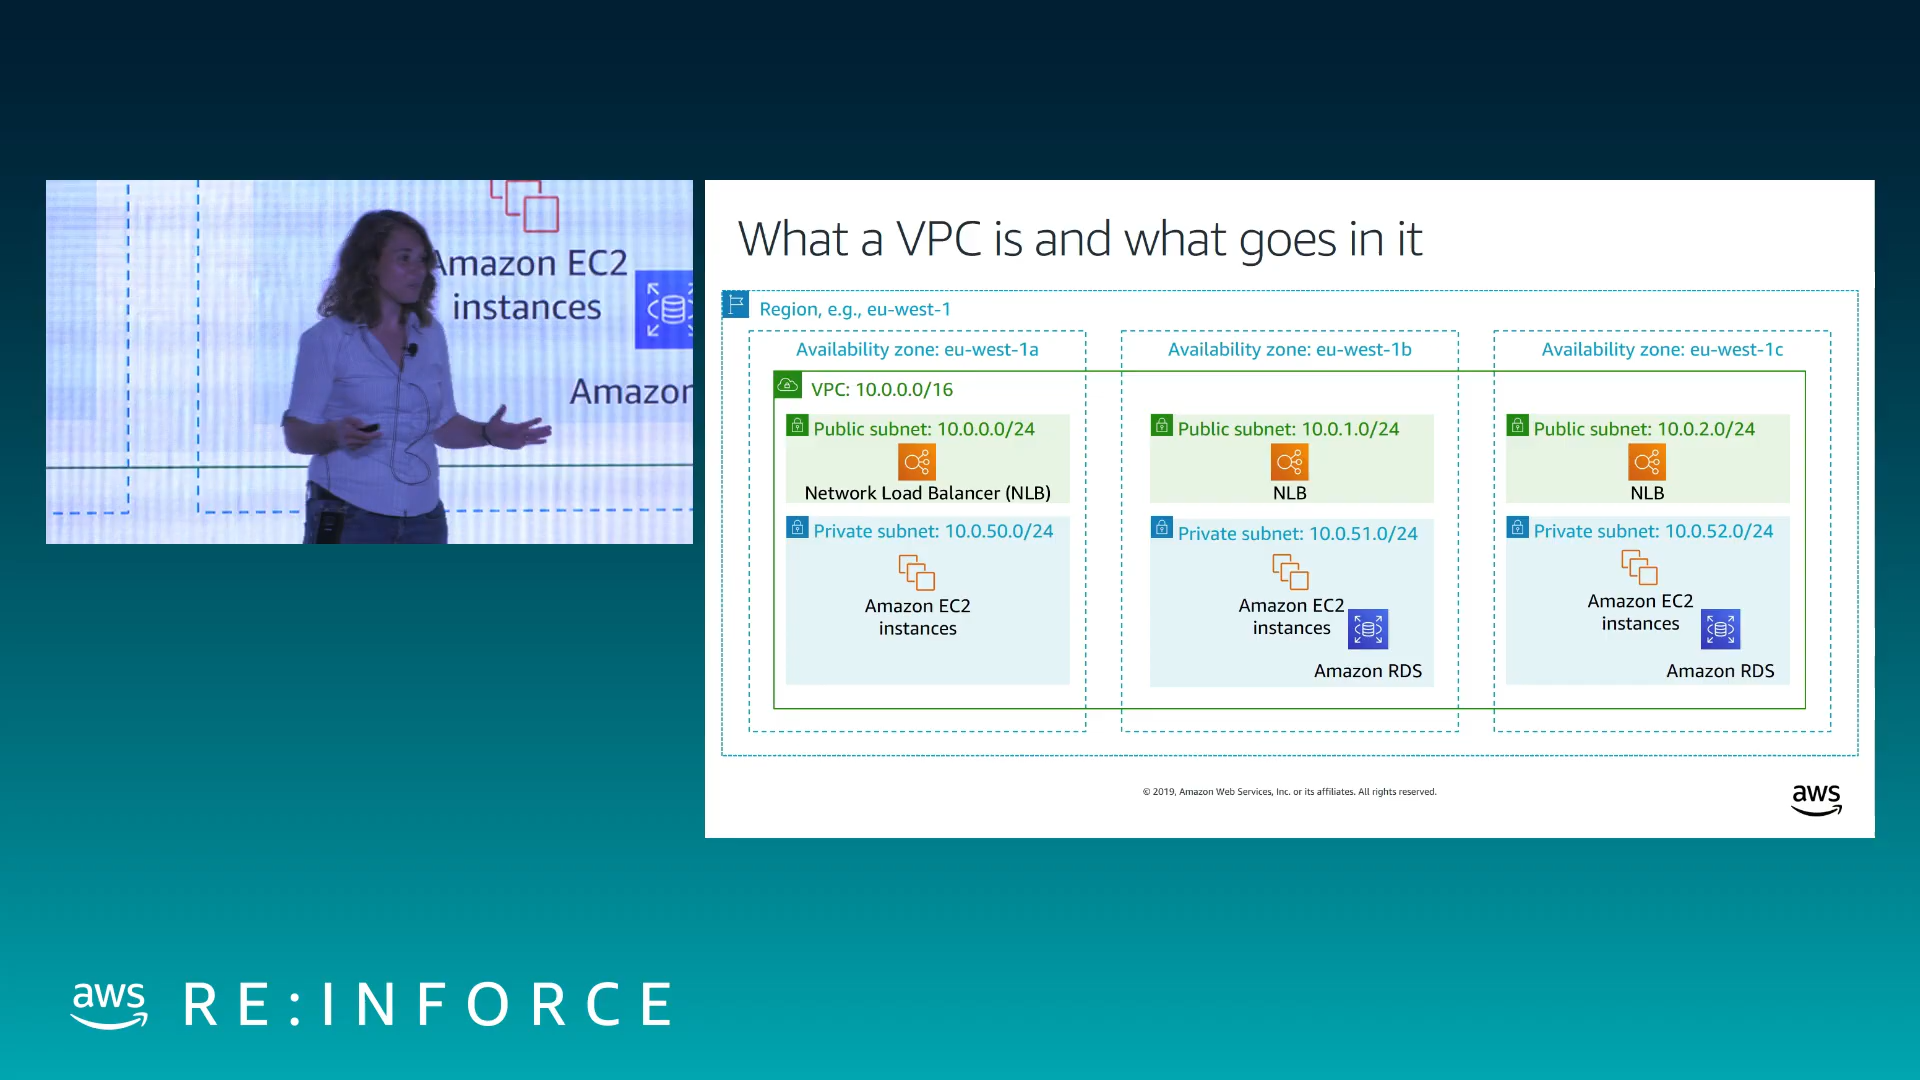 Amazon EC2
instances
Amazon
What a VPC is and what goes in it
Region, e.g., eu-west-1
Availability zone: eu-west-1a
Availability zone: eu-west-1b
Availability zone: eu-west-1c
VPC: 10.0.0.0/16
Public subnet: 10.0.0.0/24
Public subnet: 10.0.1.0/24
Public subnet: 10.0.2.0/24
Network Load Balancer (NLB)
NLB
NLB
Private subnet: 10.0.50.0/24
Private subnet: 10.0.51.0/24
Private subnet: 10.0.52.0/24
Amazon EC2
instances
Amazon EC2
instances
Amazon RDS
Amazon EC2
instances
Amazon RDS
© 2019, Amazon Web Services, Inc. or its affiliates. All rights reserved.
aws
aws RE:INFORCE